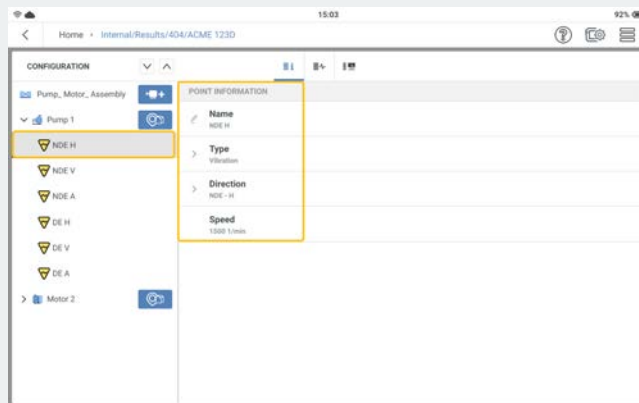 15:03
92%
Home • Internal/Results/404/ACME 123D
CONFIGURATION
Pump_Motor_Assembly
Pump 1
NDE H
NDE V
NDE A
DE H
DE V
DE A
Motor 2
POINT INFORMATION
Name
NDE H
Type
Vibration
Direction
NDE - H
Speed
1500 1/min